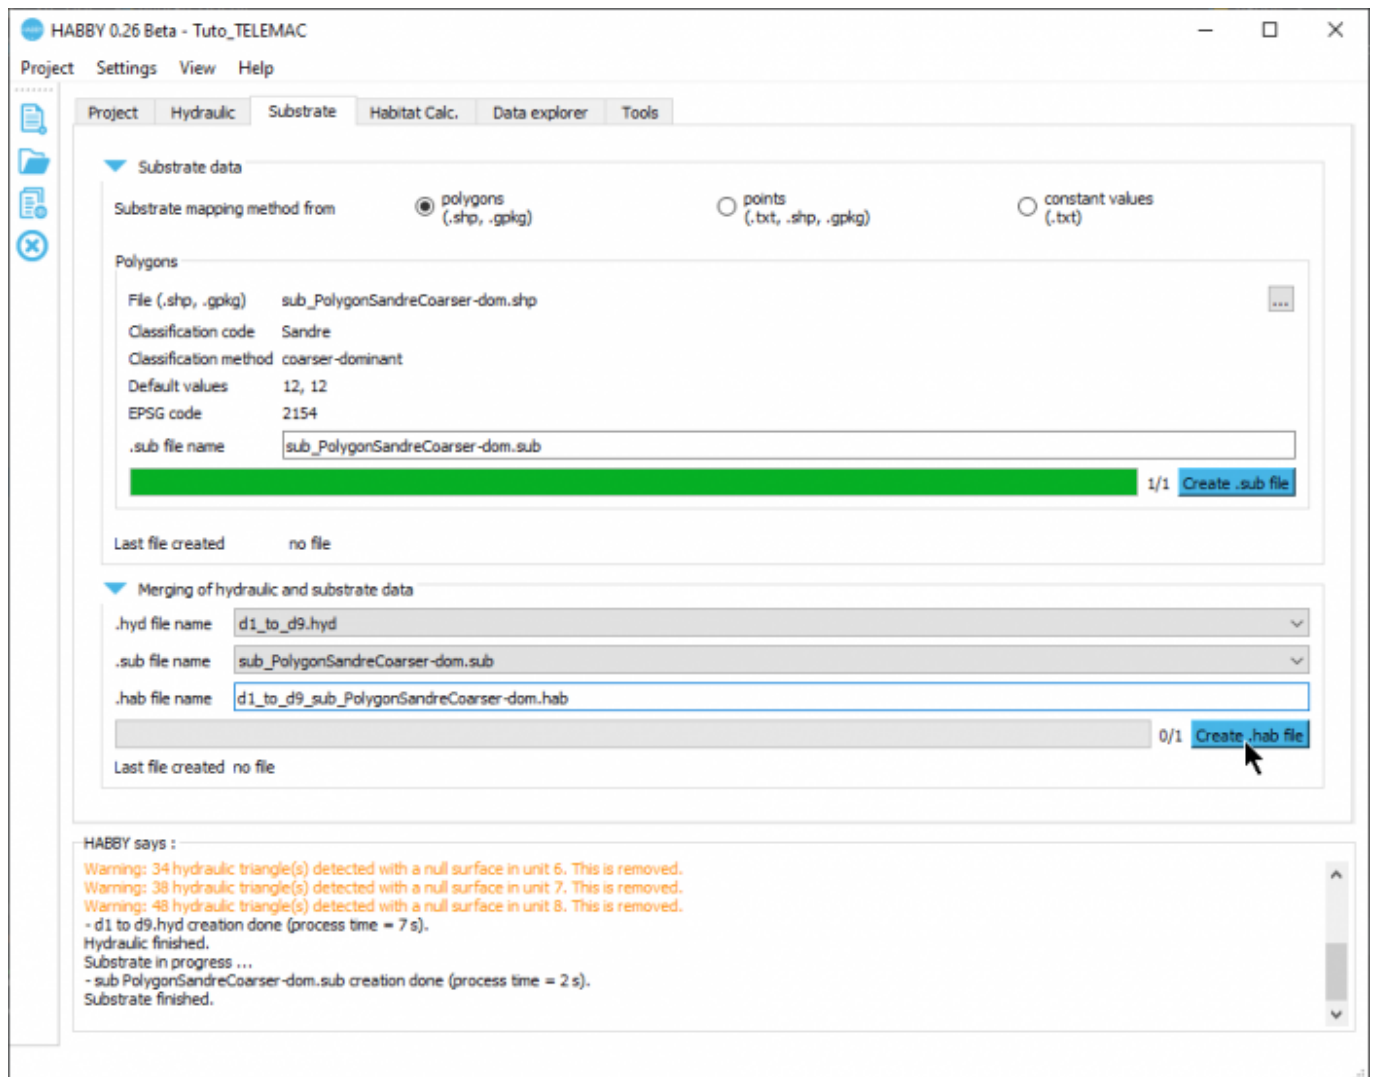 HABBY 0.26 Beta - Tuto_TELEMAC
Project Settings View Help
Project Hydraulic Substrate Habitat Calc. Data explorer Tools
Substrate data
Substrate mapping method from
polygons
(.shp, .gpkg)
points
(.txt, .shp, .gpkg)
constant values
(.txt)
Polygons
File (.shp, .gpkg) sub_PolygonSandreCoarser-dom.shp ...
Classification code Sandre
Classification method coarser-dominant
Default values 12, 12
EPSG code 2154
.sub file name sub_PolygonSandreCoarser-dom.sub
1/1 Create .sub file
Last file created no file
Merging of hydraulic and substrate data
.hyd file name d1_to_d9.hyd
.sub file name sub_PolygonSandreCoarser-dom.sub
.hab file name d1_to_d9_sub_PolygonSandreCoarser-dom.hab
0/1 Create .hab file
Last file created no file
HABBY says :
Warning: 34 hydraulic triangle(s) detected with a null surface in unit 6. This is removed.
Warning: 38 hydraulic triangle(s) detected with a null surface in unit 7. This is removed.
Warning: 48 hydraulic triangle(s) detected with a null surface in unit 8. This is removed.
- d1 to d9.hyd creation done (process time = 7 s).
Hydraulic finished.
Substrate in progress ...
- sub PolygonSandreCoarser-dom.sub creation done (process time = 2 s).
Substrate finished.